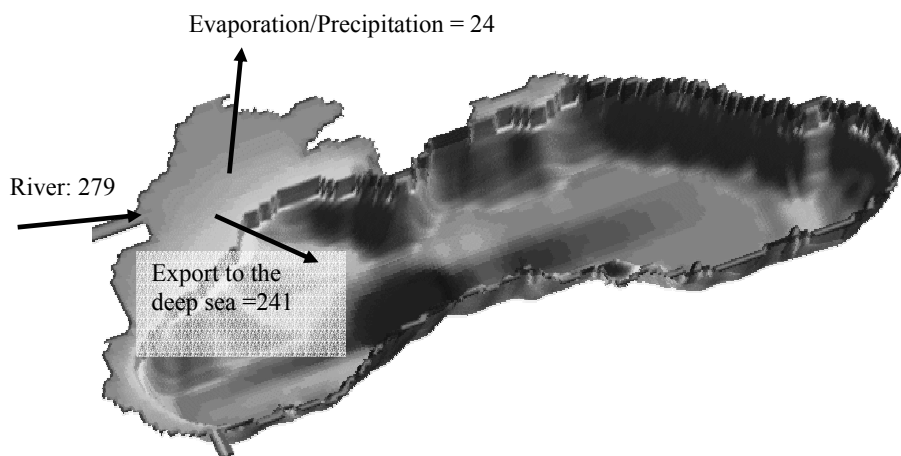 Evaporation/Precipitation = 24
River: 279
Export to the
deep sea =241